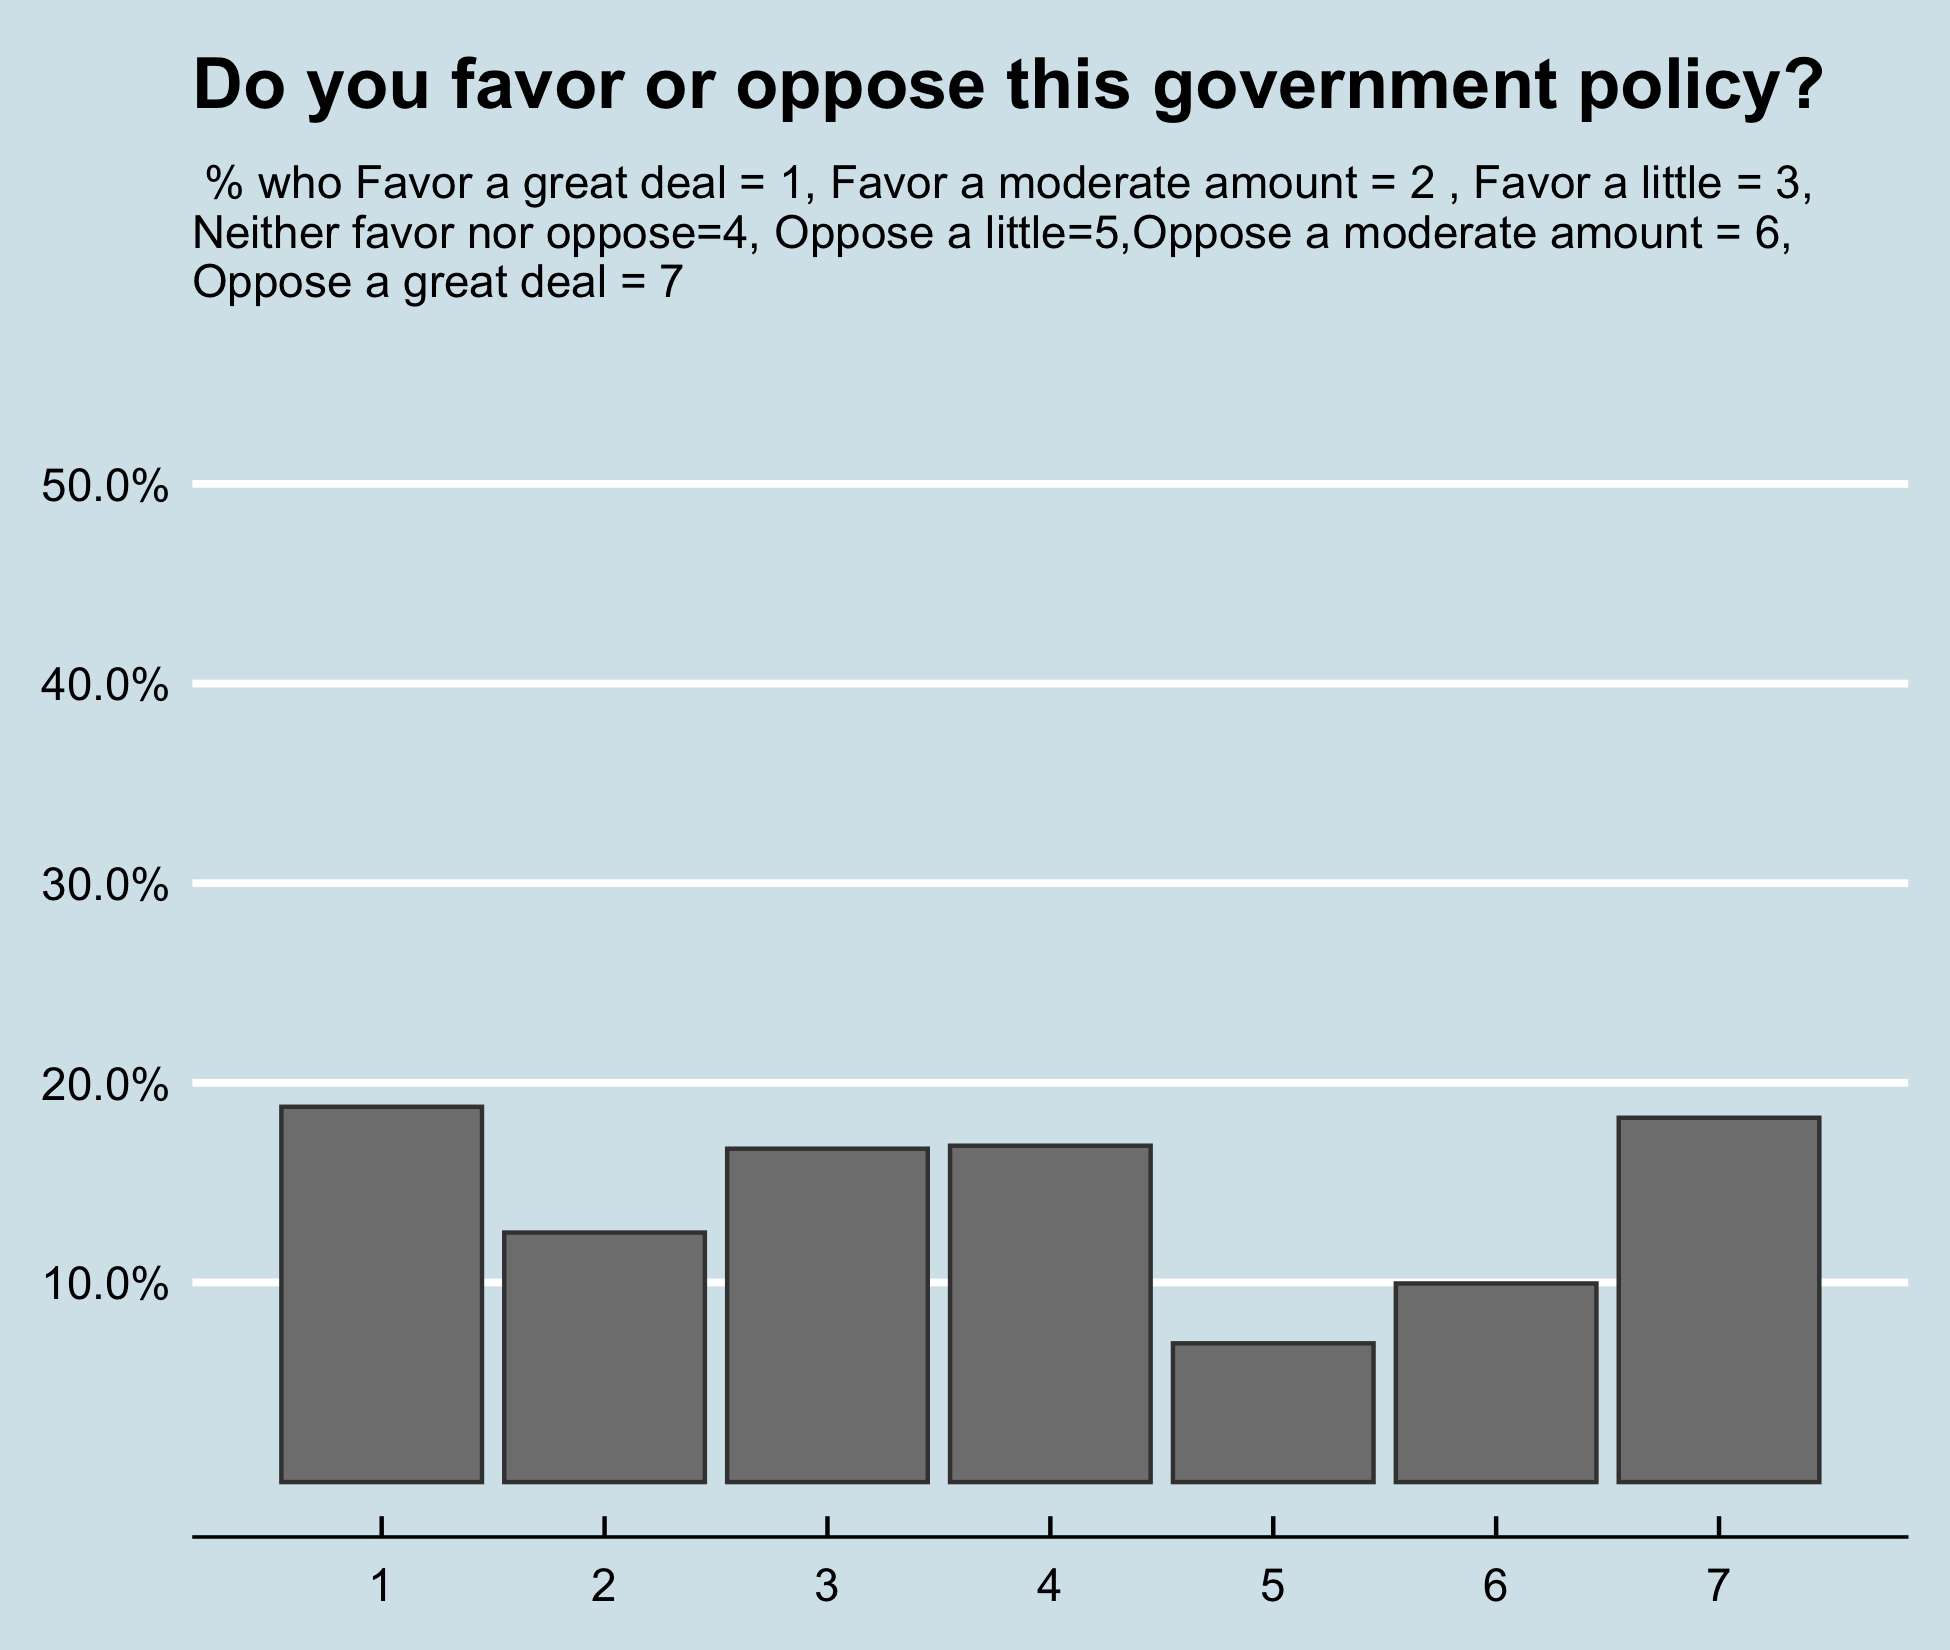 Do you favor or oppose this government policy?
% who Favor a great deal = 1, Favor a moderate amount = 2 , Favor a little = 3,
Neither favor nor oppose=4, Oppose a little=5,Oppose a moderate amount = 6,
Oppose a great deal = 7
50.0%
40.0%
30.0%
20.0%
10.0%
1 2 3 4 5 6 7